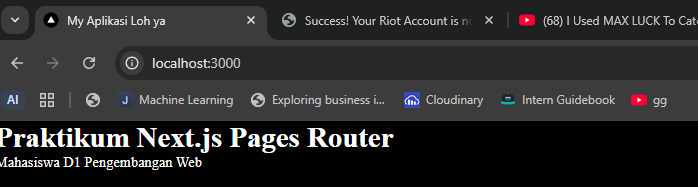 My Aplikasi Loh ya
Success! Your Riot Account is n
(68) I Used MAX LUCK To Cat
localhost:3000
AI
J Machine Learning
Exploring business i...
Cloudinary
Intern Guidebook
gg
Praktikum Next.js Pages Router
Mahasiswa D1 Pengembangan Web